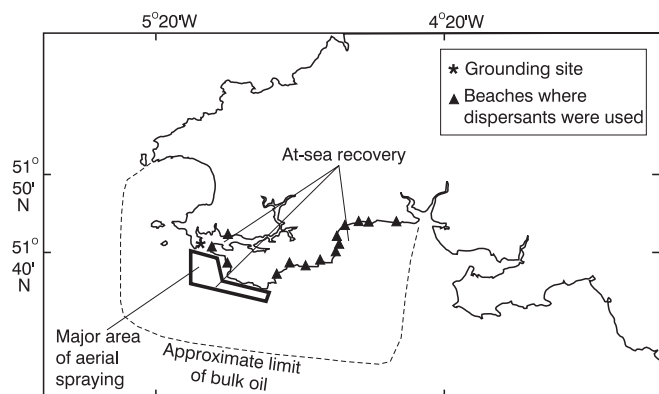 5°20'W
4°20'W
* Grounding site
▲ Beaches where
dispersants were used
At-sea recovery
51°
50'
N
51°
40'
N
Major area
of aerial
spraying
Approximate limit
of bulk oil